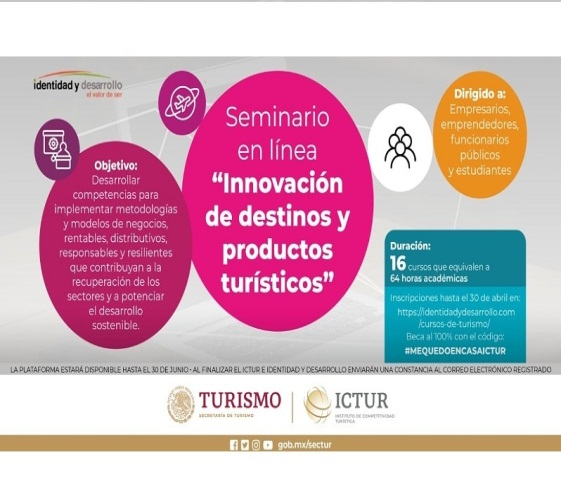 identidad y desarrollo
el valor de ser
Objetivo:
Desarrollar
competencias para
implementar metodologías
y modelos de negocios,
rentables, distributivos,
responsables y resilientes
que contribuyan a la
recuperación de los
sectores y a potenciar
el desarrollo
sostenible.
Seminario
en línea
“Innovación
de destinos y
productos
turísticos”
Dirigido a:
Empresarios,
emprendedores,
funcionarios
públicos
y estudiantes
Duración:
16 cursos que equivalen a
64 horas académicas
Inscripciones hasta el 30 de abril en:
https://identidadydesarrollo.com
/cursos-de-turismo/
Beca al 100% con el código:
#MEQUEDOENCASAICTUR
LA PLATAFORMA ESTARÁ DISPONIBLE HASTA EL 30 DE JUNIO • AL FINALIZAR EL ICTUR E IDENTIDAD Y DESARROLLO ENVIARÁN UNA CONSTANCIA AL CORREO ELECTRÓNICO REGISTRADO
TURISMO
SECRETARÍA DE TURISMO
ICTUR
INSTITUTO DE COMPETITIVIDAD
TURÍSTICA
gob.mx/sectur